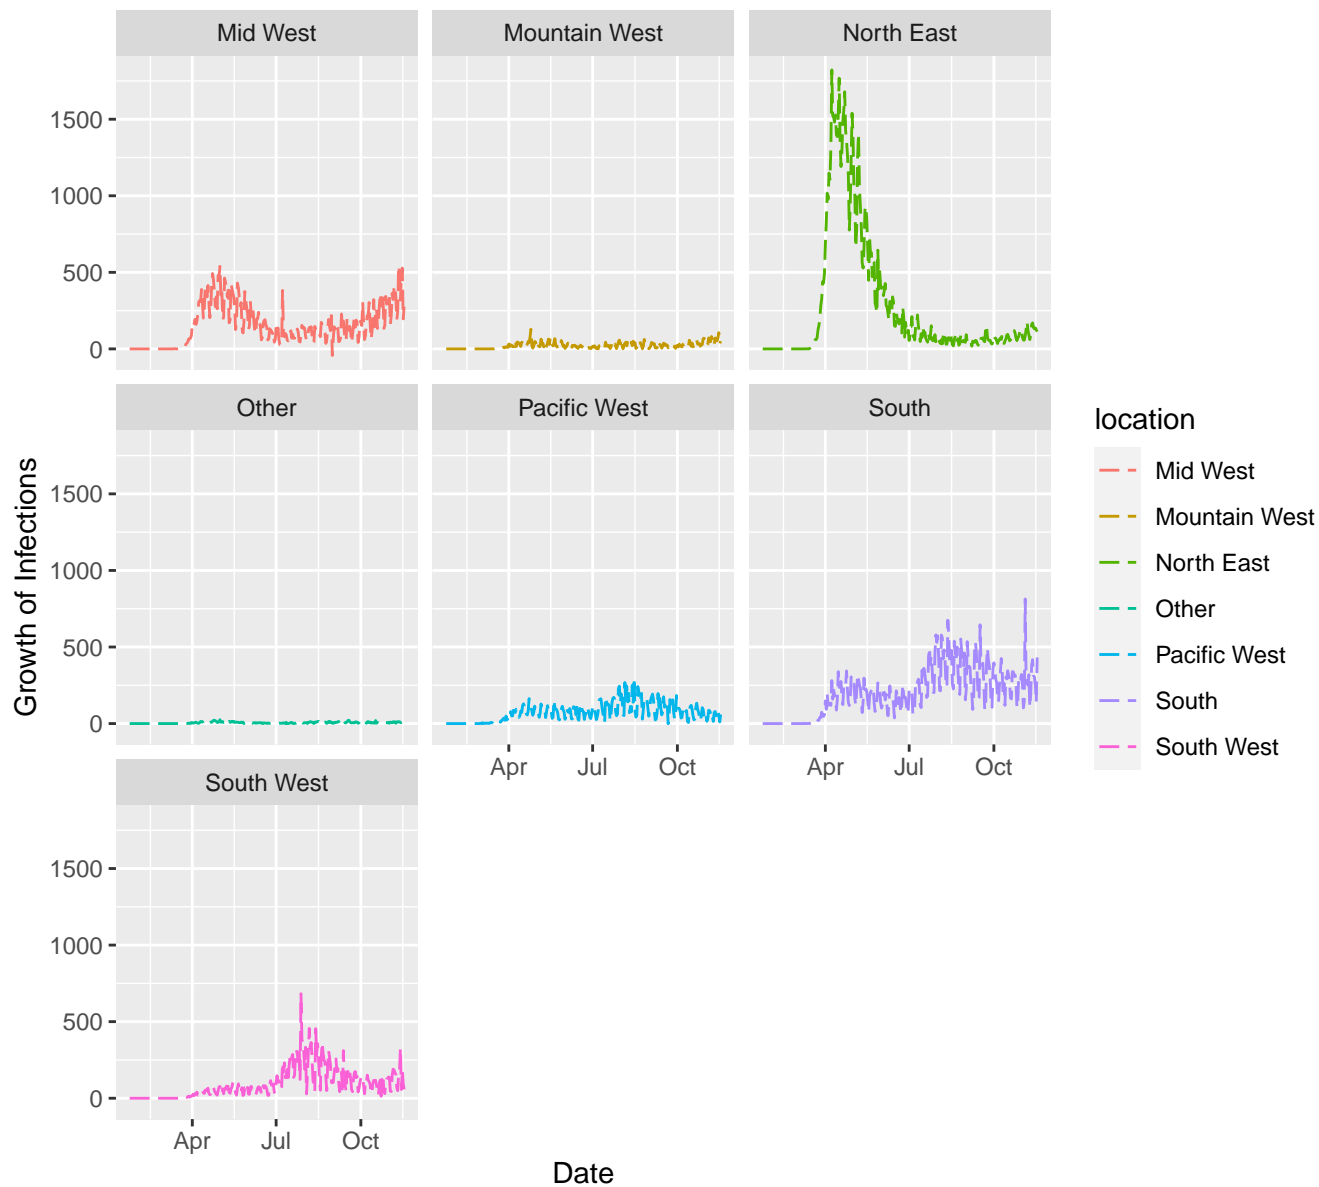 Mid West
Mountain West
North East
1500
1000
500
0
Other
Pacific West
South
1500
1000
500
0
Apr Jul Oct
Apr Jul Oct
South West
1500
1000
500
0
Apr Jul Oct
Date
Growth of Infections
location
Mid West
Mountain West
North East
Other
Pacific West
South
South West